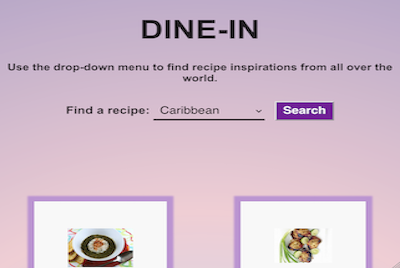 DINE-IN
Use the drop-down menu to find recipe inspirations from all over the
world.
Find a recipe: Caribbean Search